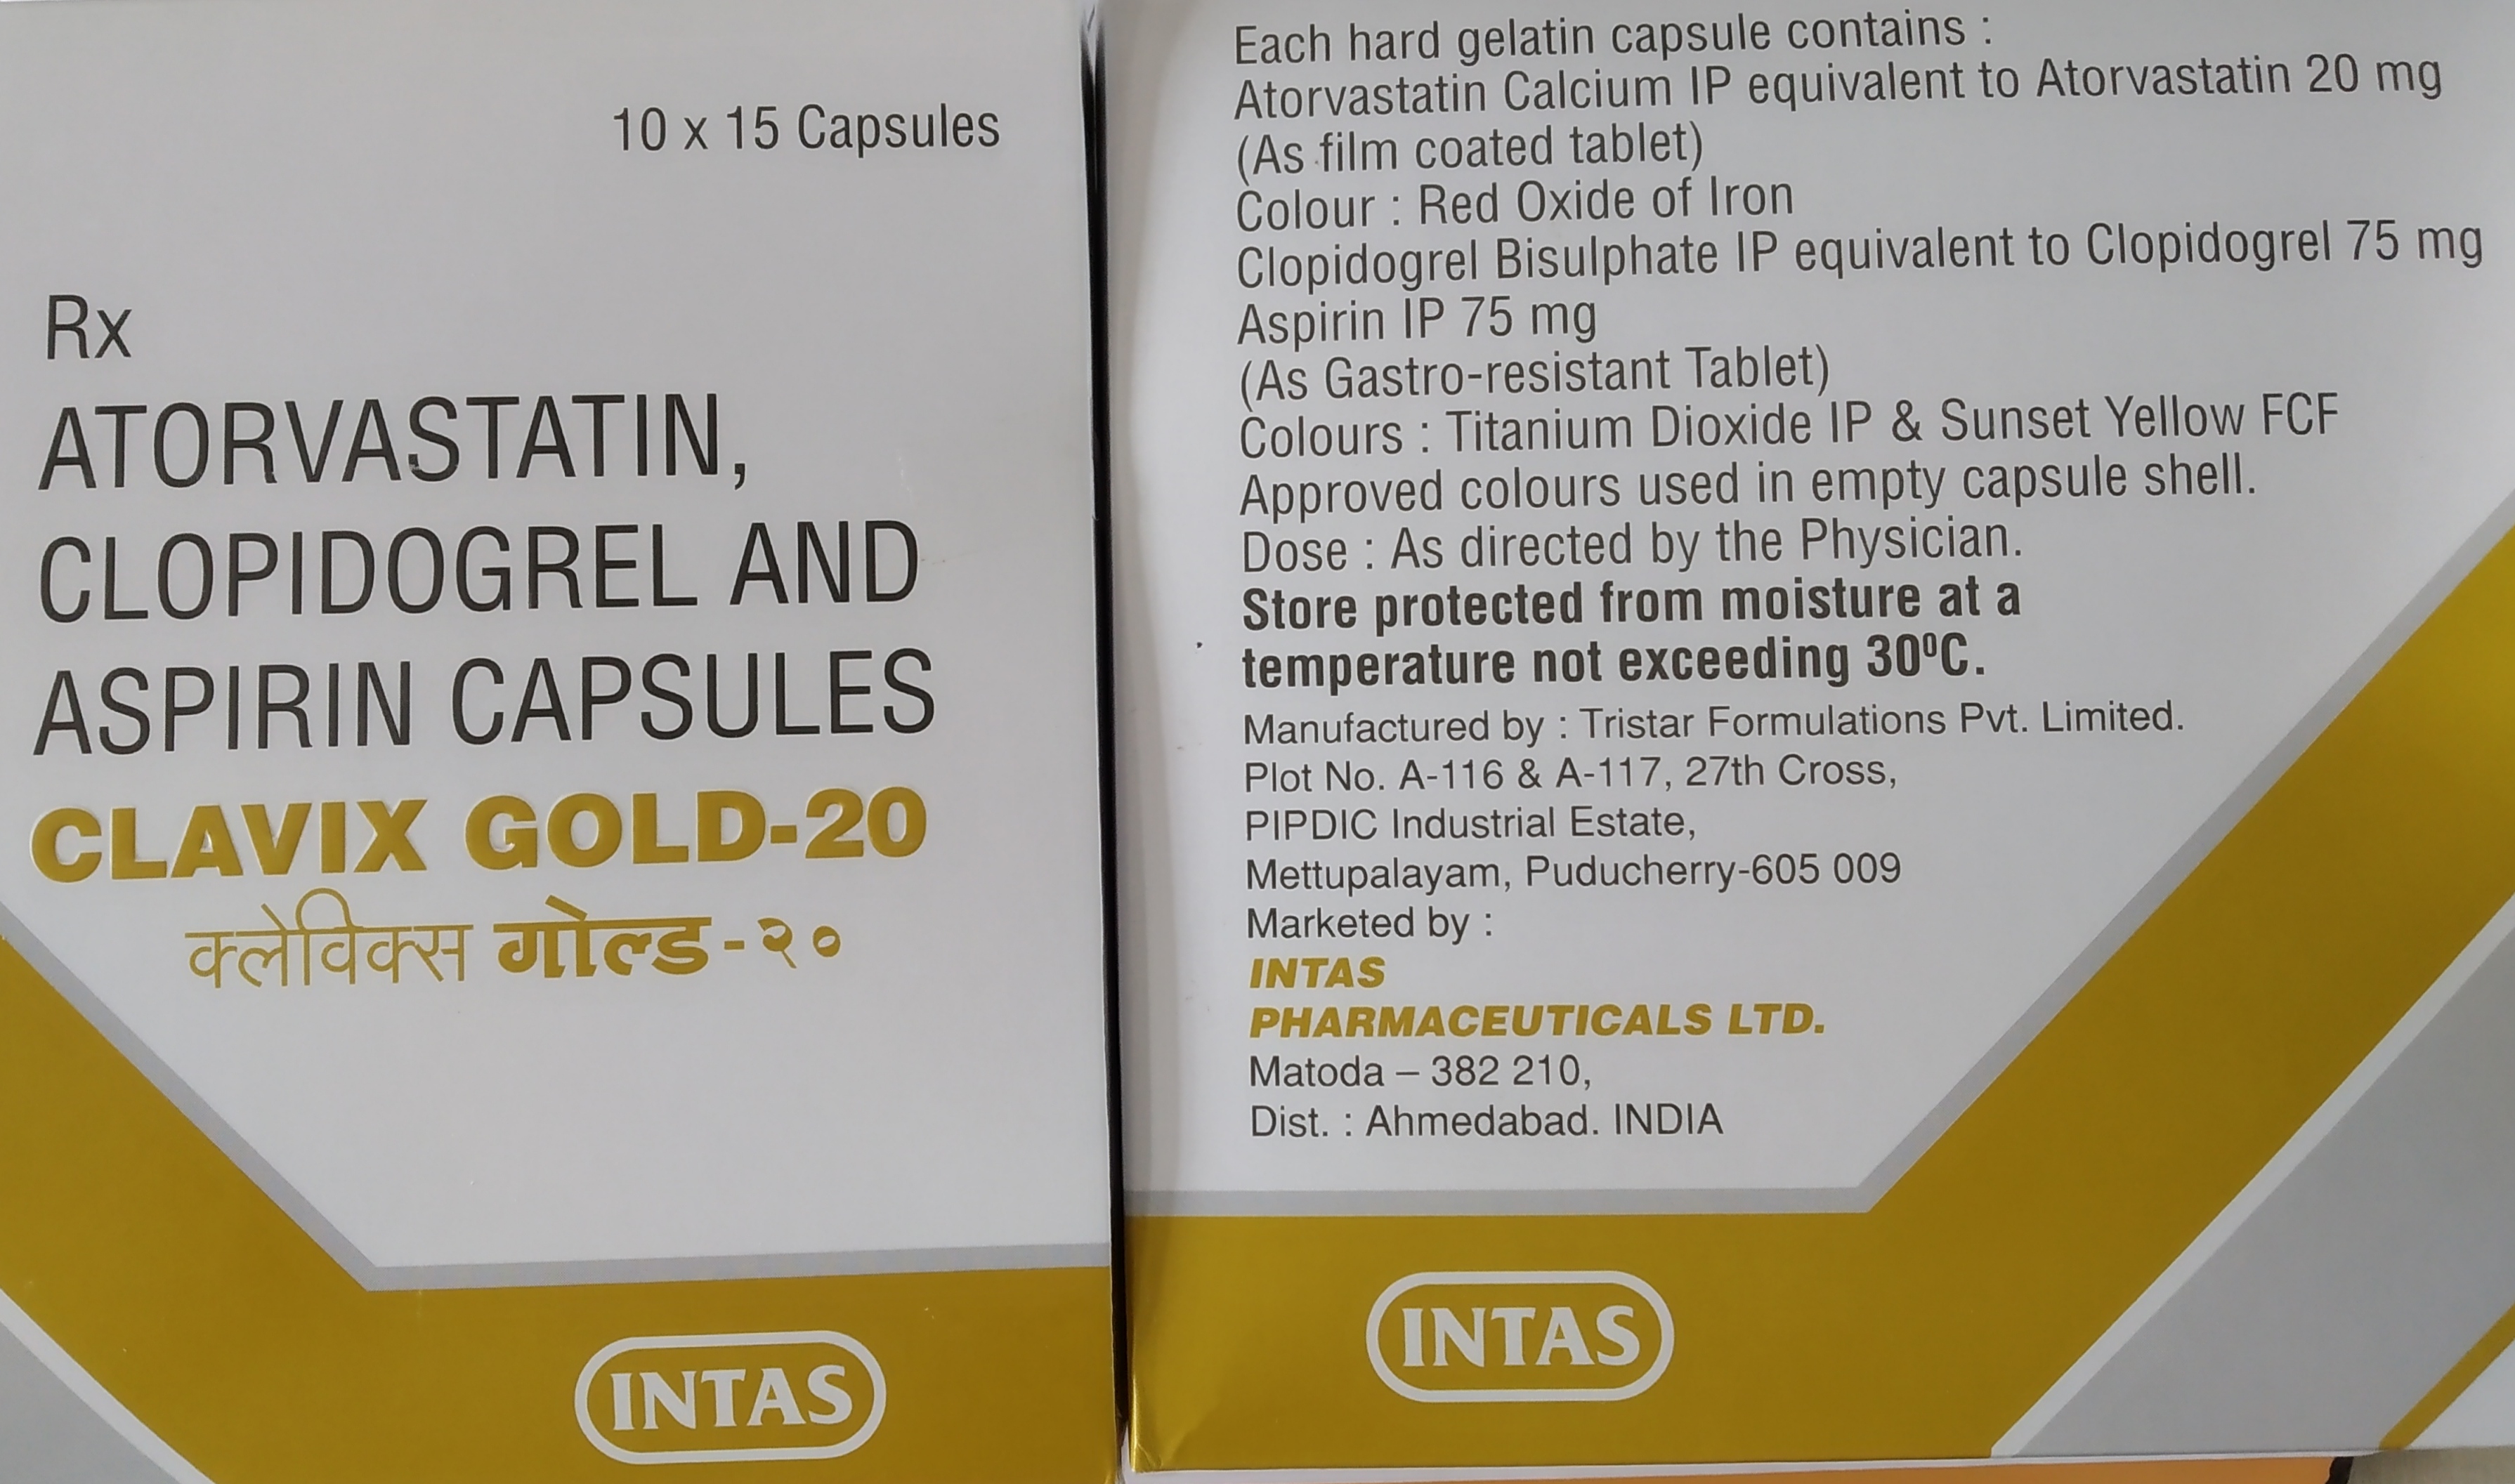 10 x 15 Capsules
Rx
ATORVASTATIN,
CLOPIDOGREL AND
ASPIRIN CAPSULES
CLAVIX GOLD-20
क्लेविक्स गोल्ड-२०
INTAS
Each hard gelatin capsule contains :
Atorvastatin Calcium IP equivalent to Atorvastatin 20 mg
(As film coated tablet)
Colour : Red Oxide of Iron
Clopidogrel Bisulphate IP equivalent to Clopidogrel 75 mg
Aspirin IP 75 mg
(As Gastro-resistant Tablet)
Colours : Titanium Dioxide IP & Sunset Yellow FCF
Approved colours used in empty capsule shell.
Dose : As directed by the Physician.
Store protected from moisture at a
temperature not exceeding 30⁰C.
Manufactured by : Tristar Formulations Pvt. Limited.
Plot No. A-116 & A-117, 27th Cross,
PIPDIC Industrial Estate,
Mettupalayam, Puducherry-605 009
Marketed by :
INTAS
PHARMACEUTICALS LTD.
Matoda – 382 210,
Dist. : Ahmedabad. INDIA
INTAS